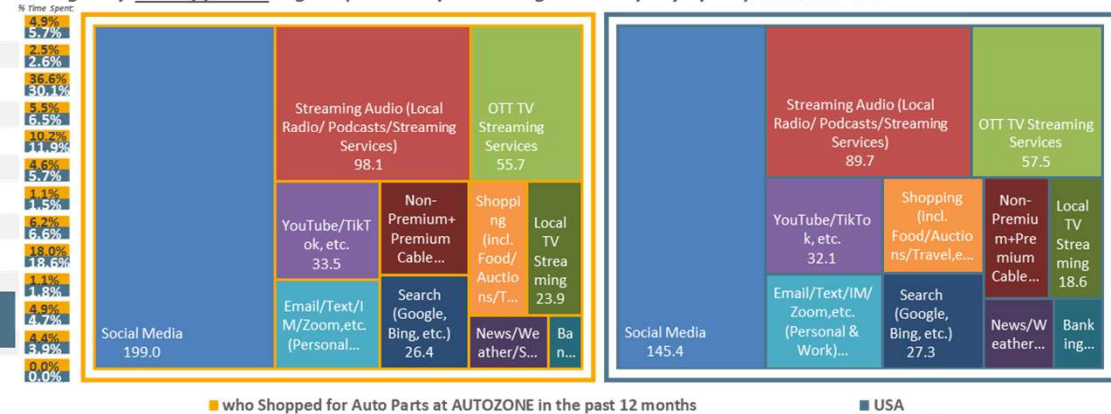 % Time Spent:
4.9%
5.7%
2.5%
2.6%
36.6%
30.1%
5.5%
6.5%
10.2%
11.9%
4.6%
5.7%
1.1%
1.5%
6.2%
6.6%
18.0%
18.6%
1.1%
1.8%
4.9%
4.7%
4.4%
3.9%
0.0%
0.0%
Social Media
199.0
Streaming Audio (Local
Radio/ Podcasts/Streaming
Services)
98.1
OTT TV
Streaming
Services
55.7
YouTube/TikT
ok, etc.
33.5
Non-
Premium+
Premium
Cable...
Shoppi
ng
(incl.
Food/
Auctio
ns/T...
Local
TV
Strea
ming
23.9
Email/Text/I
M/Zoom,etc.
(Personal...
Search
(Google,
Bing, etc.)
26.4
News/We
ather/S...
Ba
n...
Social Media
145.4
Streaming Audio (Local
Radio/ Podcasts/Streaming
Services)
89.7
OTT TV Streaming
Services
57.5
YouTube/TikTo
k, etc.
32.1
Shopping
(incl.
Food/Auctio
ns/Travel,e...
Non-
Premiu
m+Pre
mium
Cable...
Local
TV
Strea
ming
18.6
Email/Text/IM/
Zoom,etc.
(Personal &
Work)...
Search
(Google,
Bing, etc.)
27.3
News/W
eather...
Bank
ing...
who Shopped for Auto Parts at AUTOZONE in the past 12 months
USA